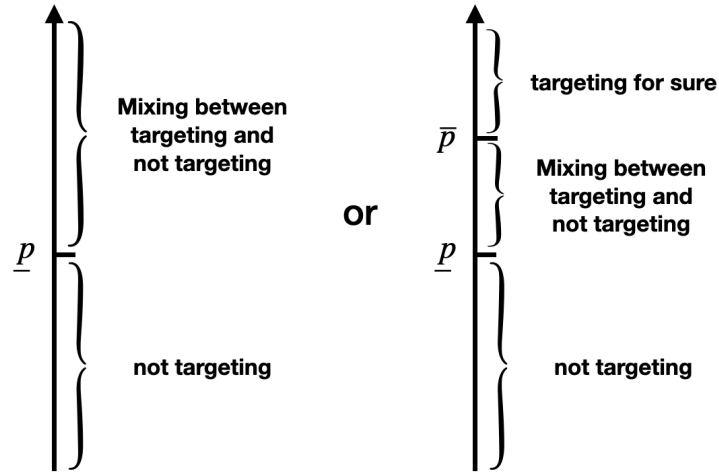 Mixing between
targeting and
not targeting
p
not targeting
or
targeting for sure
p̅
Mixing between
targeting and
not targeting
p
not targeting